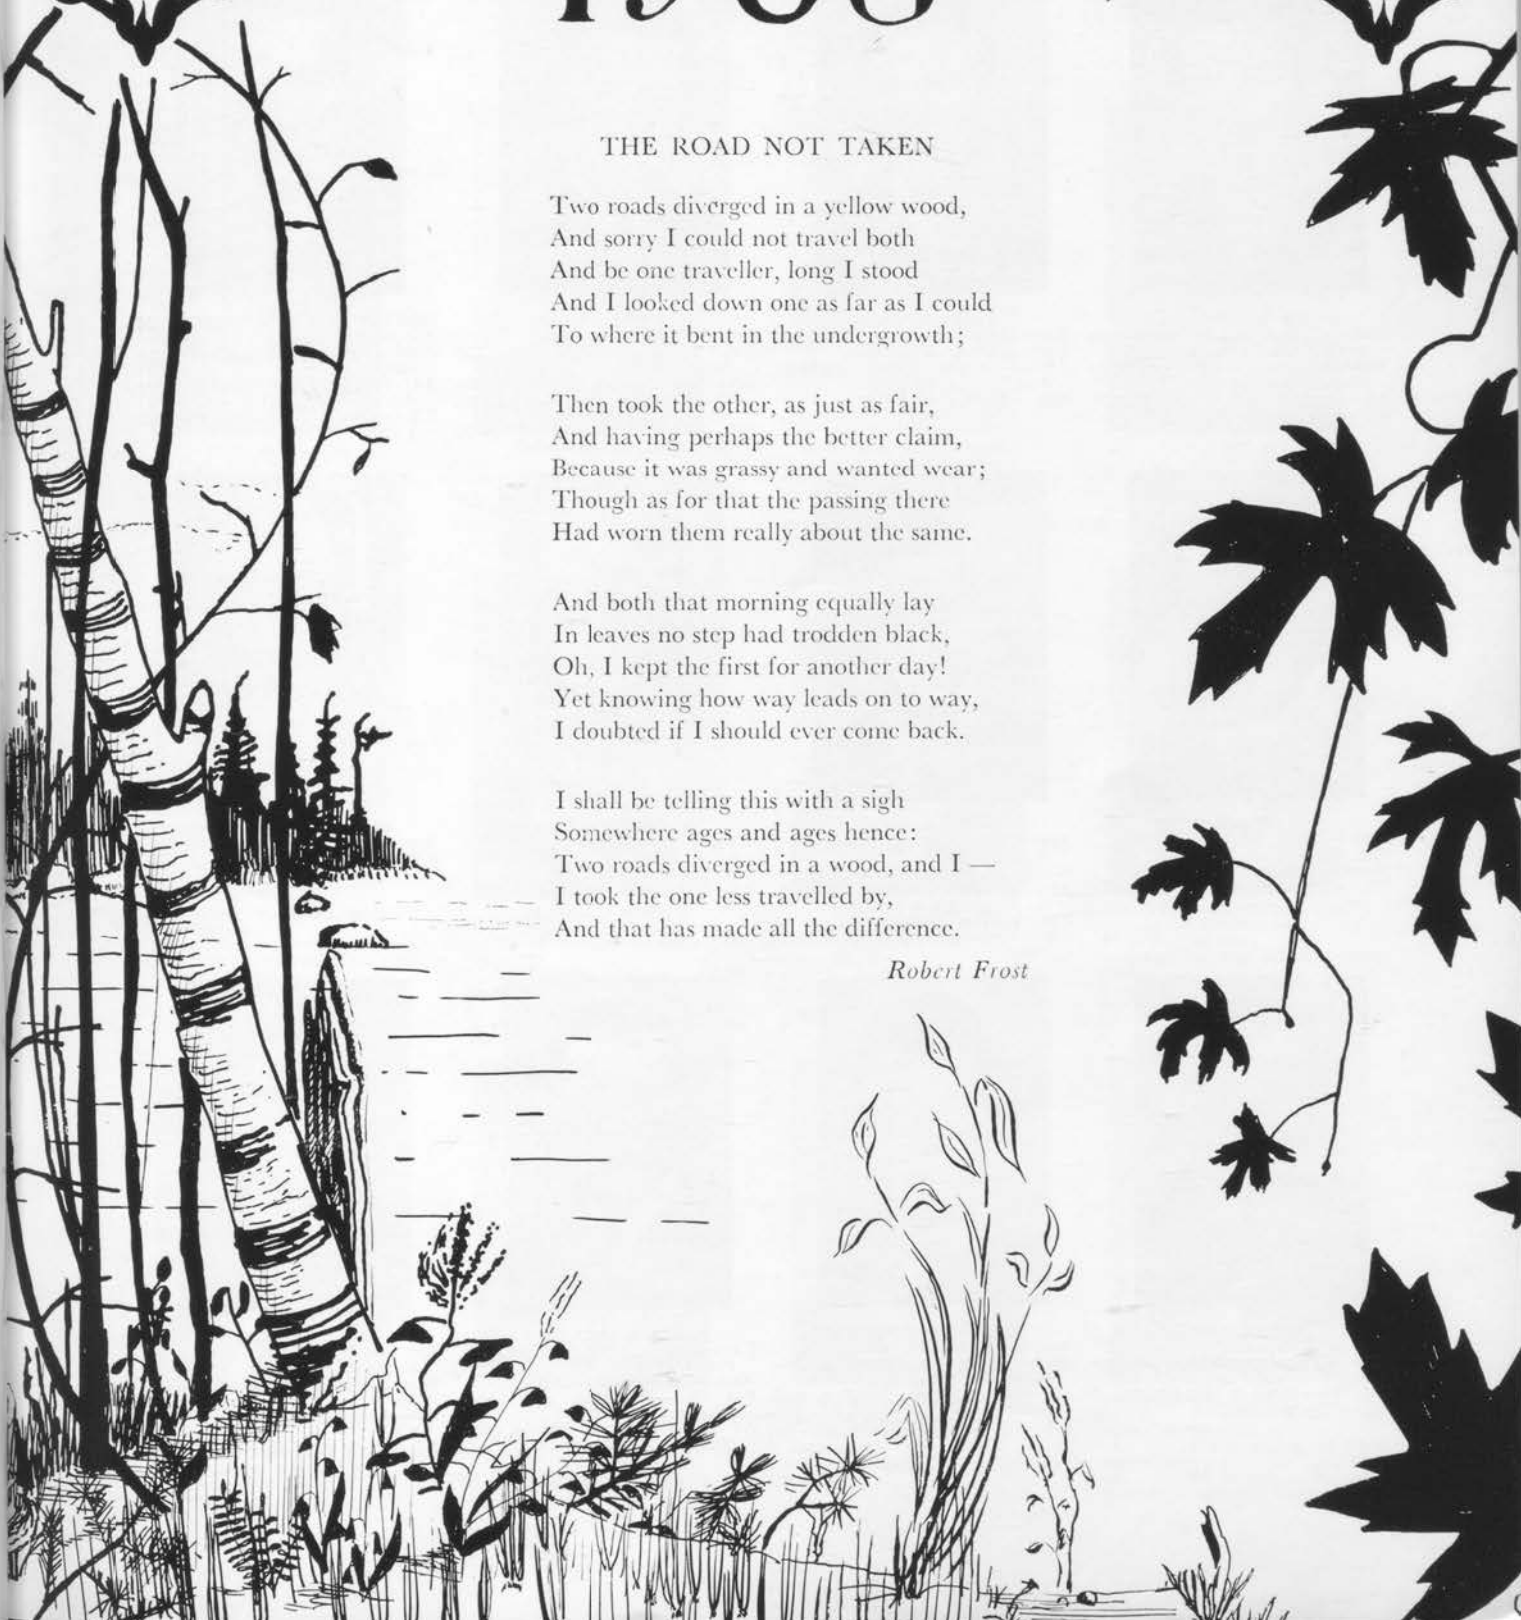 THE ROAD NOT TAKEN
Two roads diverged in a yellow wood,
And sorry I could not travel both
And be one traveller, long I stood
And I looked down one as far as I could
To where it bent in the undergrowth;
Then took the other, as just as fair,
And having perhaps the better claim,
Because it was grassy and wanted wear;
Though as for that the passing there
Had worn them really about the same.
And both that morning equally lay
In leaves no step had trodden black,
Oh, I kept the first for another day!
Yet knowing how way leads on to way,
I doubted if I should ever come back.
I shall be telling this with a sigh
Somewhere ages and ages hence:
Two roads diverged in a wood, and I —
I took the one less travelled by,
And that has made all the difference.
Robert Frost